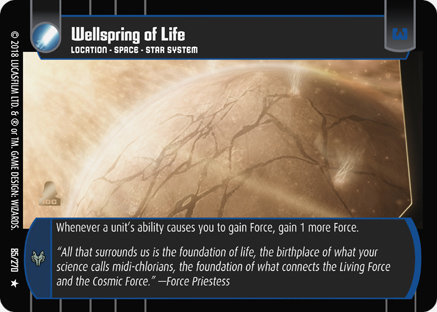 Wellspring of Life
LOCATION - SPACE - STAR SYSTEM
3
© 2018 LUCASFILM LTD. & ® or TM. GAME DESIGN: WIZARDS.
Whenever a unit's ability causes you to gain Force, gain 1 more Force.
"All that surrounds us is the foundation of life, the birthplace of what your
science calls midi-chlorians, the foundation of what connects the Living Force
and the Cosmic Force." —Force Priestess
85/270